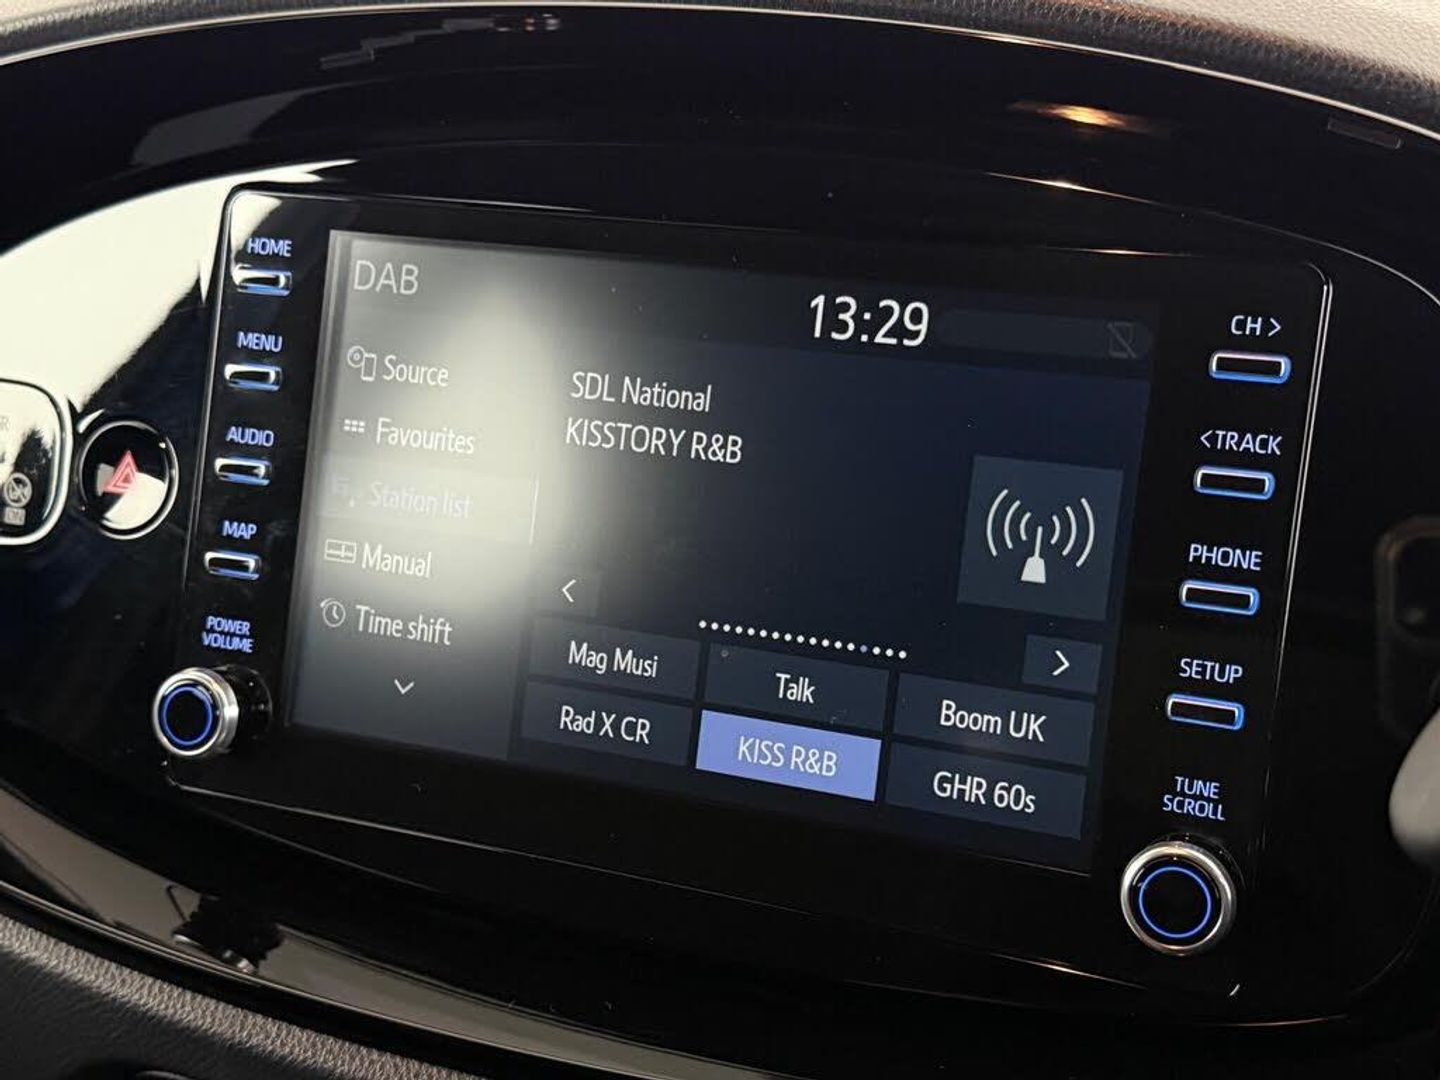 HOME
MENU
AUDIO
MAP
POWER
VOLUME
DAB
13:29
Source
Favourites
Station list
Manual
Time shift
SDL National
KISSTORY R&B
<
>
Mag Musi
Talk
Boom UK
Rad X CR
KISS R&B
GHR 60s
CH >
<TRACK
PHONE
SETUP
TUNE
SCROLL